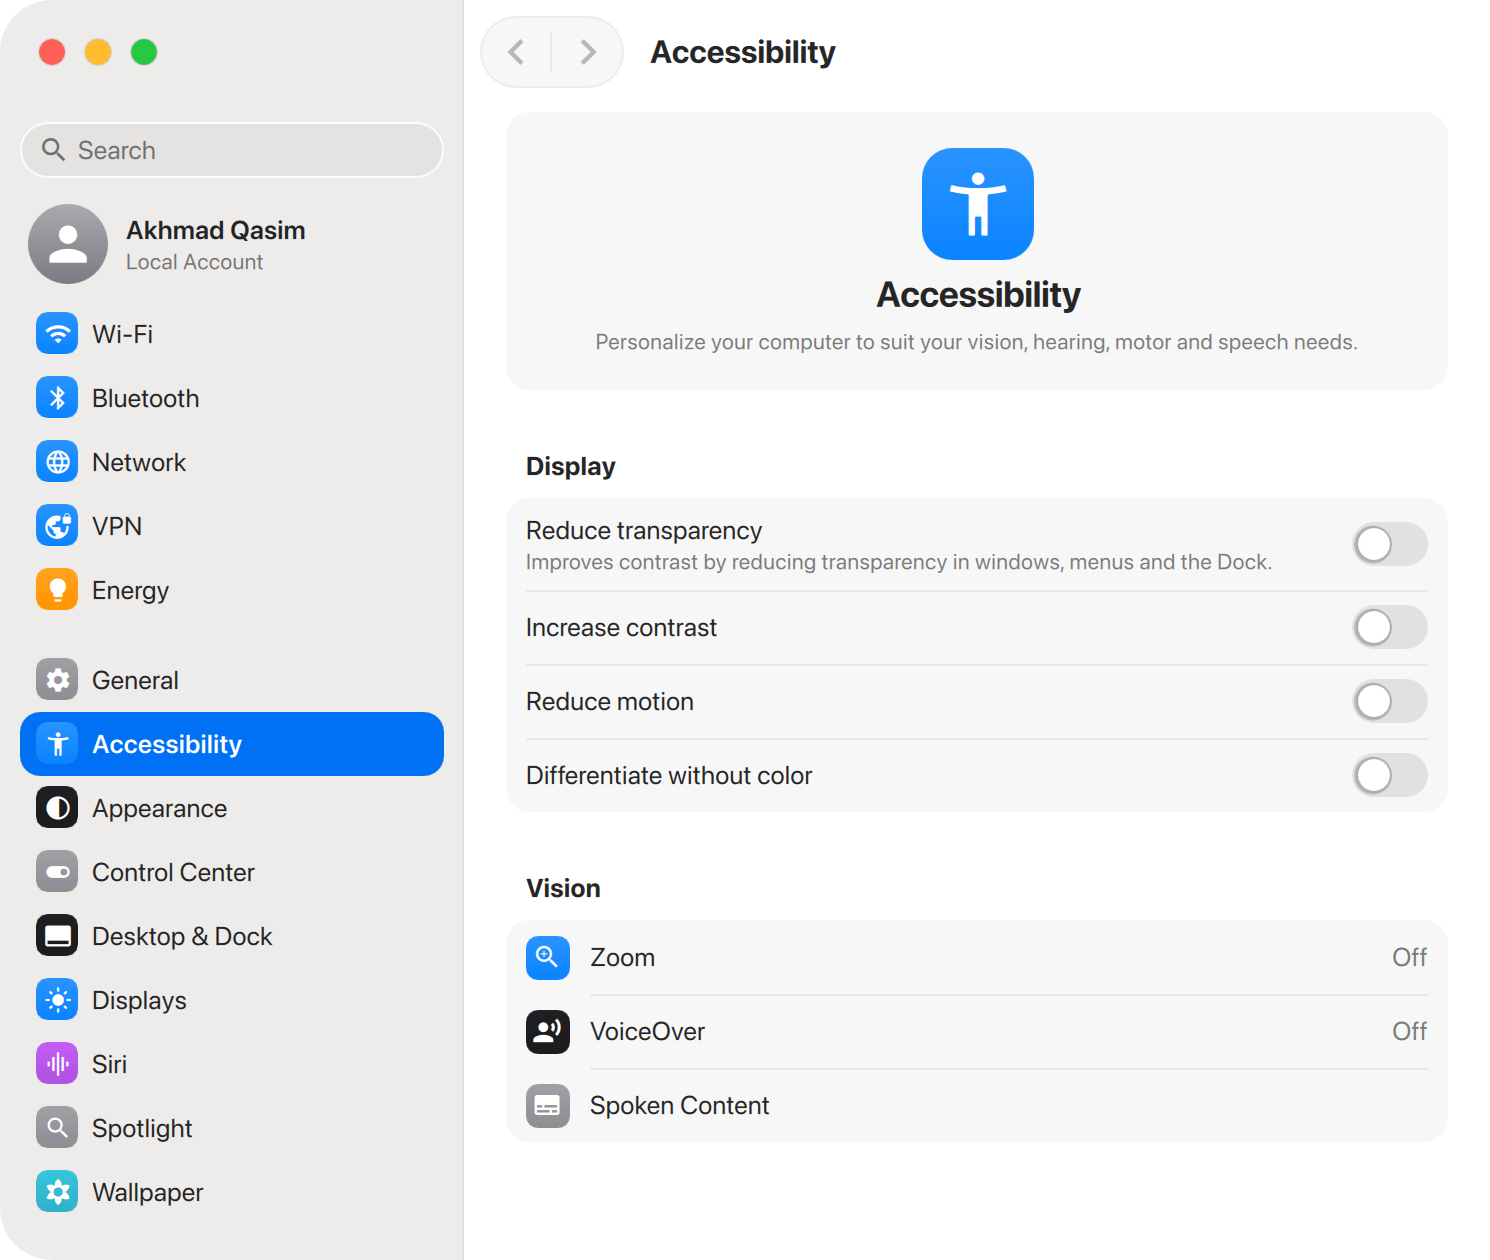 Accessibility
Search
Akhmad Qasim
Local Account
Wi-Fi
Bluetooth
Network
VPN
Energy
General
Accessibility
Appearance
Control Center
Desktop & Dock
Displays
Siri
Spotlight
Wallpaper
Accessibility
Personalize your computer to suit your vision, hearing, motor and speech needs.
Display
Reduce transparency
Improves contrast by reducing transparency in windows, menus and the Dock.
Increase contrast
Reduce motion
Differentiate without color
Vision
Zoom Off
VoiceOver Off
Spoken Content